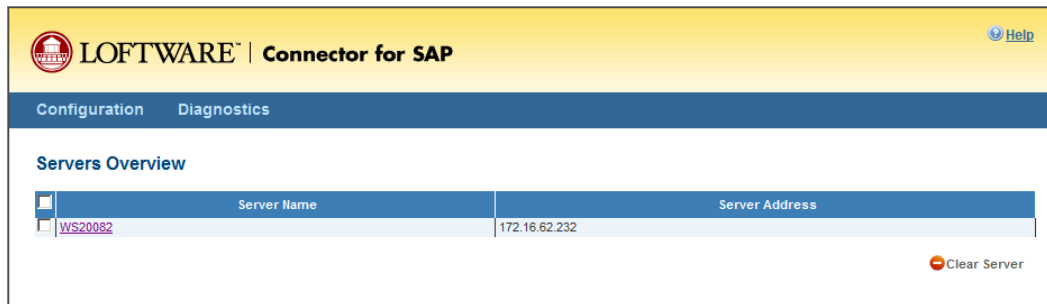 Help
LOFTWARE™ | Connector for SAP
Configuration Diagnostics
Servers Overview
Server Name Server Address
WS20082 172.16.62.232
Clear Server